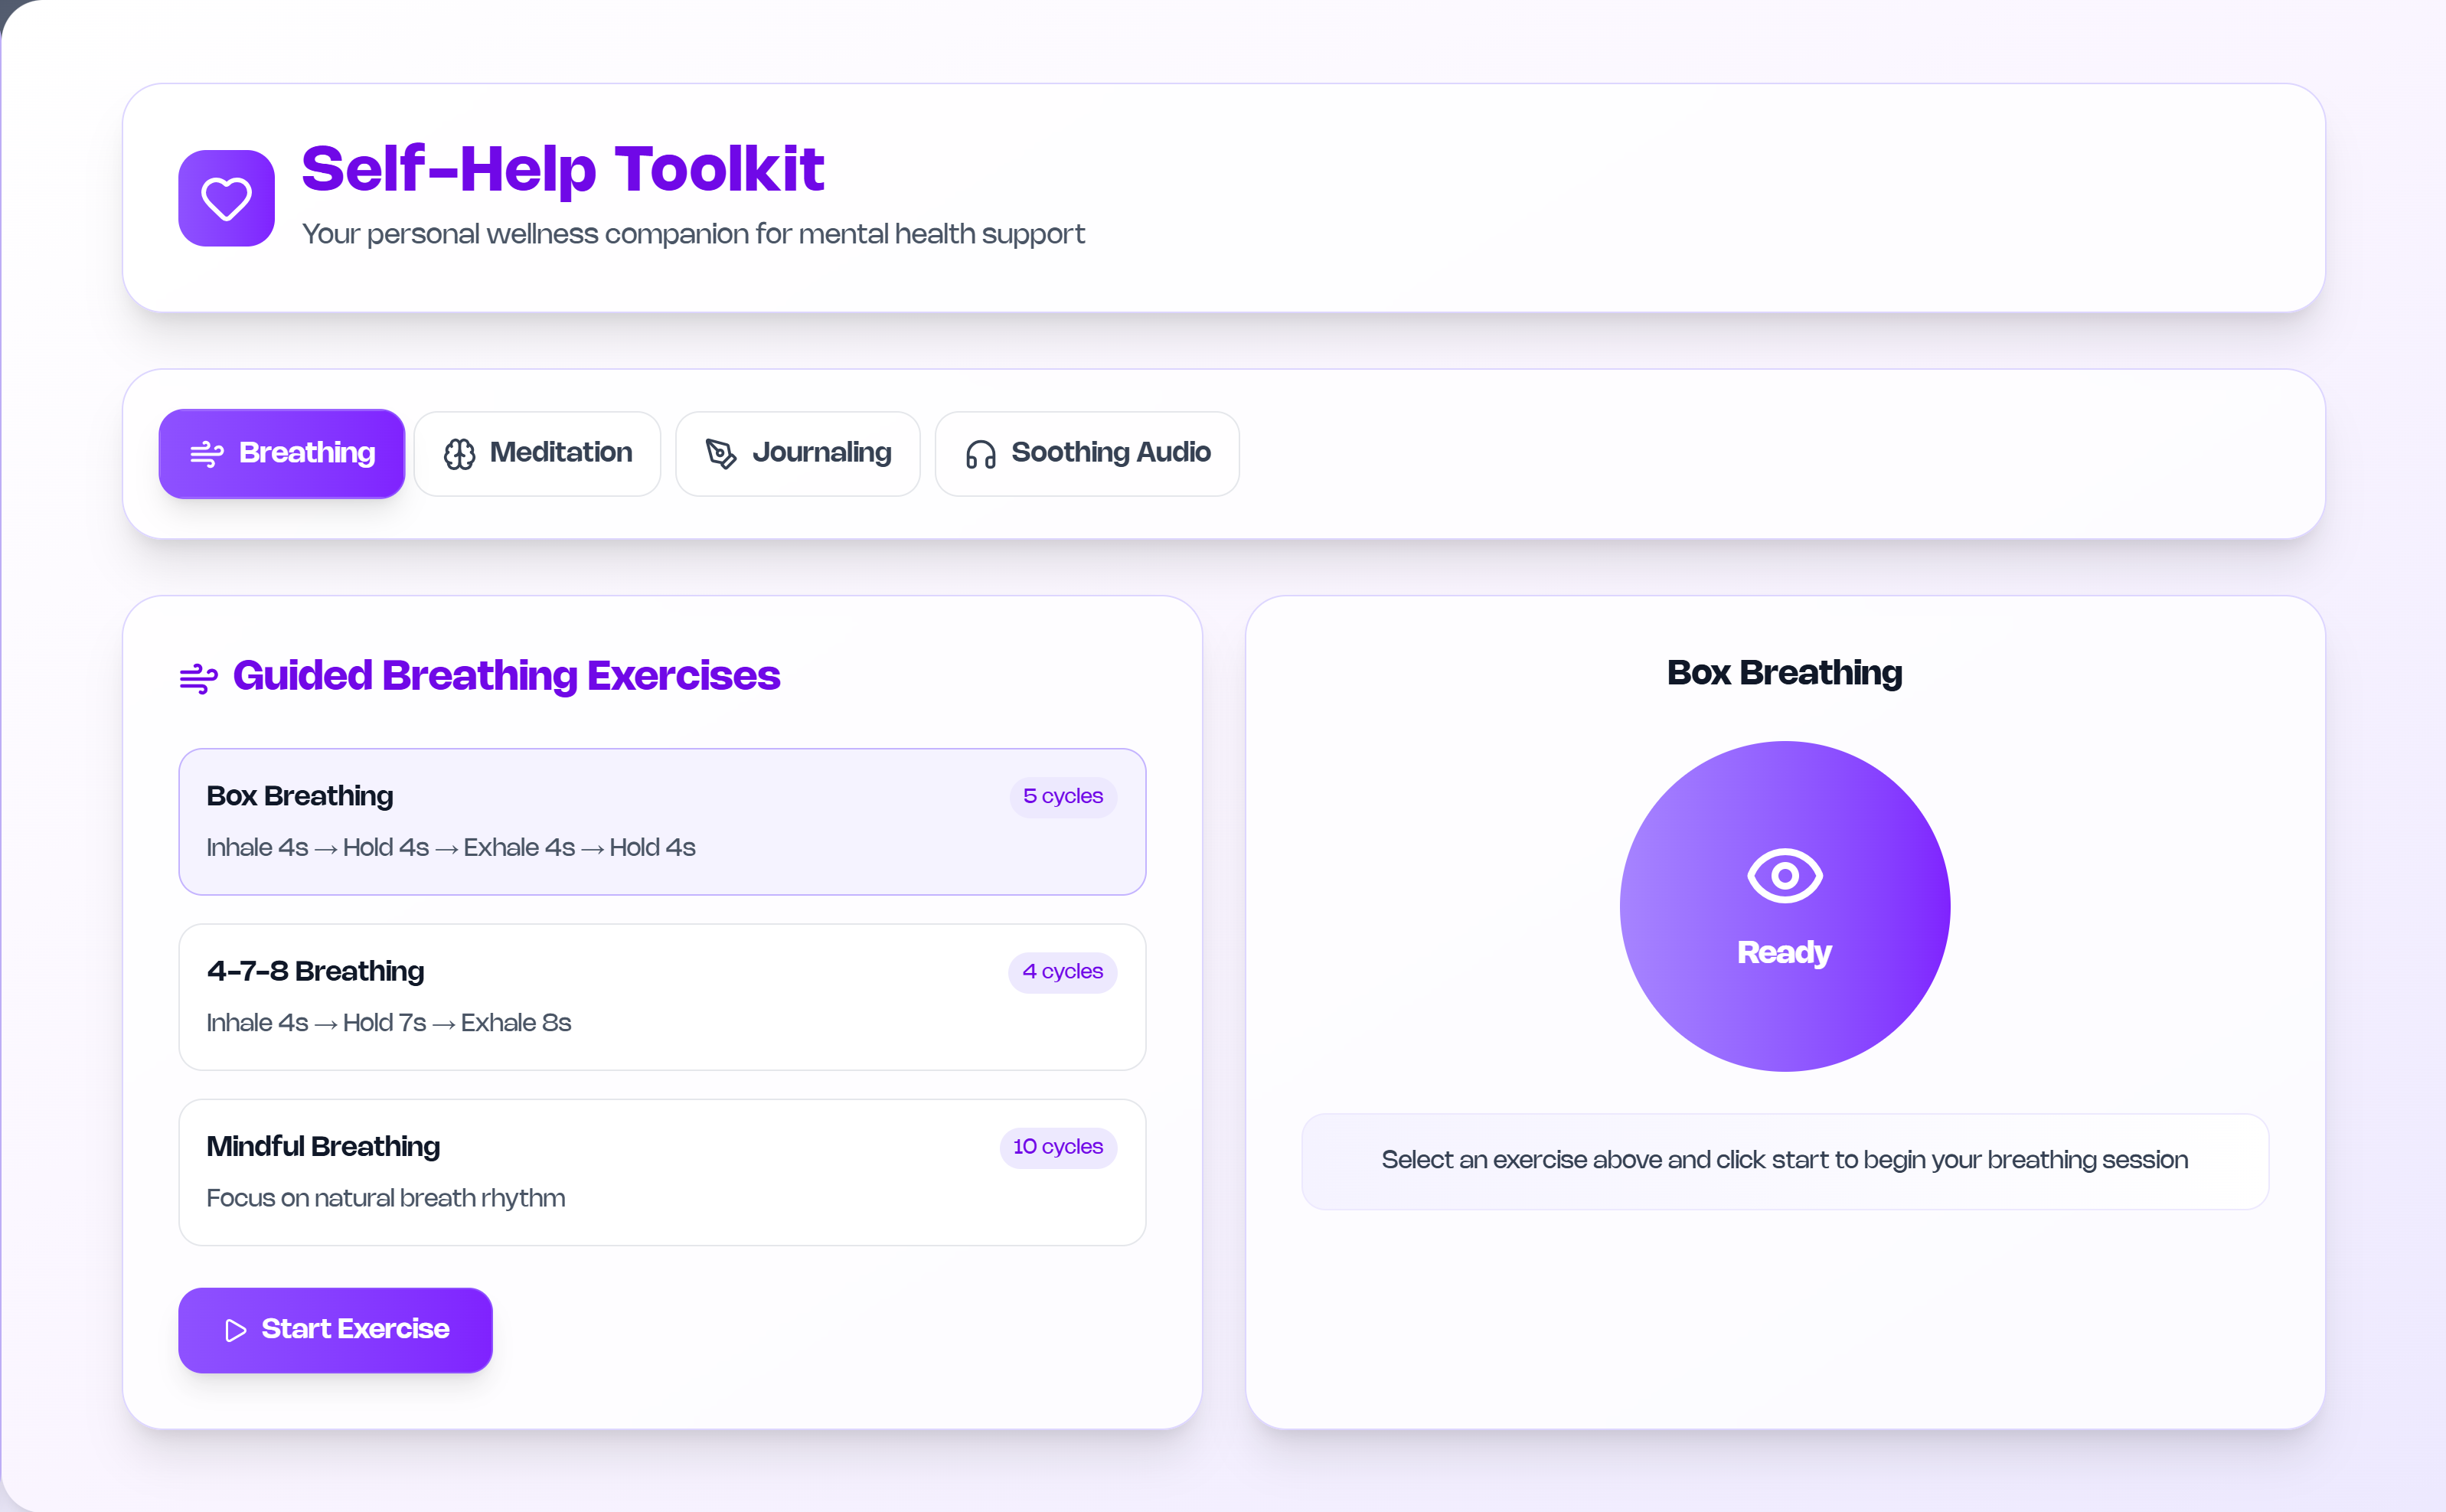 Self-Help Toolkit
Your personal wellness companion for mental health support
Breathing
Meditation
Journaling
Soothing Audio
Guided Breathing Exercises
Box Breathing
5 cycles
Inhale 4s → Hold 4s → Exhale 4s → Hold 4s
4-7-8 Breathing
4 cycles
Inhale 4s → Hold 7s → Exhale 8s
Mindful Breathing
10 cycles
Focus on natural breath rhythm
Start Exercise
Box Breathing
Ready
Select an exercise above and click start to begin your breathing session